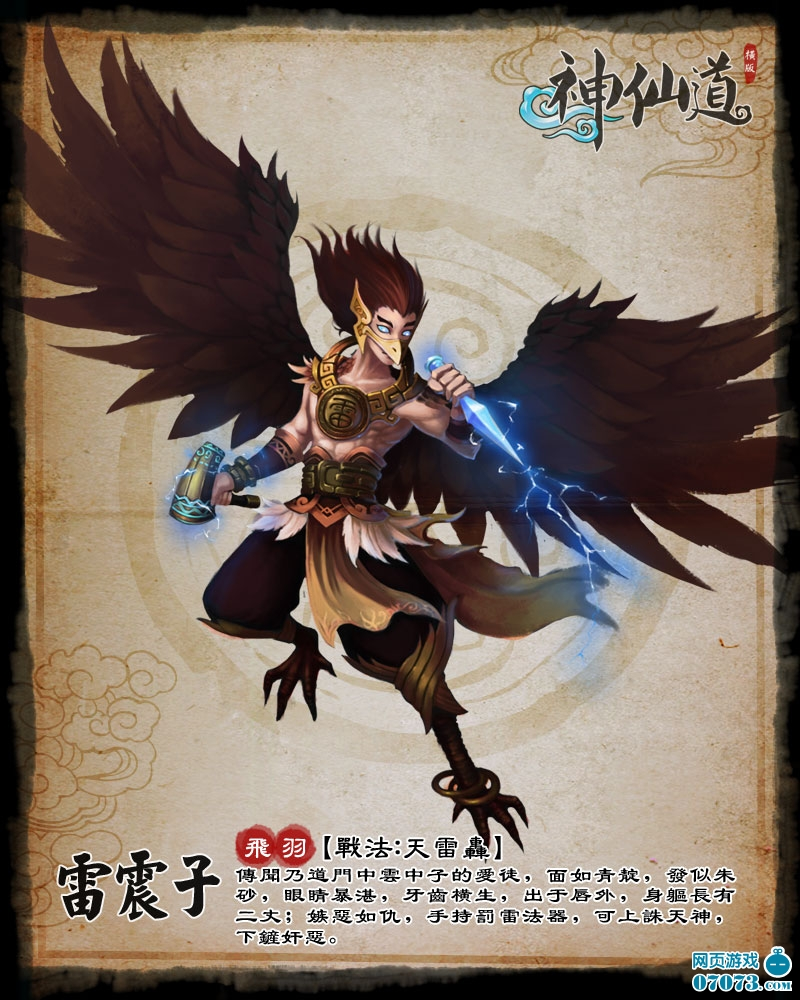 神仙道
橫版
雷
雷震子
飛羽【戰法:天雷轟】
傳聞乃道門中雲中子的愛徒，面如青靛，發似朱
砂，眼睛暴湛，牙齒橫生，出于唇外，身軀長有
二丈；嫉惡如仇，手持罰雷法器，可上誅天神，
下鏟奸惡。
网页游戏
07073.com